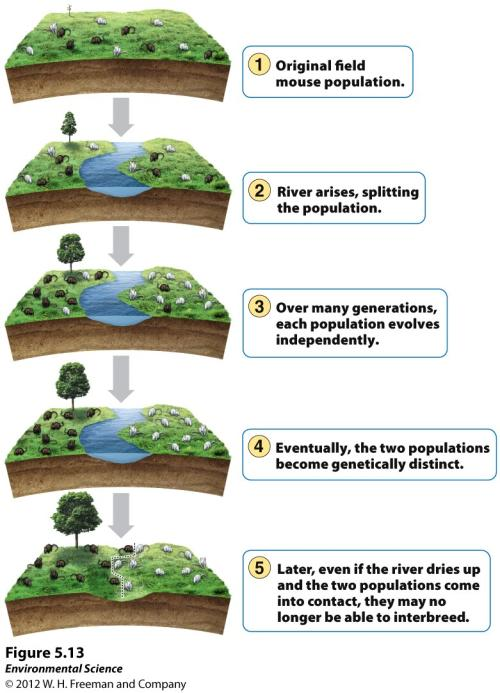 1 Original field
mouse population.
2 River arises, splitting
the population.
3 Over many generations,
each population evolves
independently.
4 Eventually, the two populations
become genetically distinct.
5 Later, even if the river dries up
and the two populations come
into contact, they may no
longer be able to interbreed.
Figure 5.13
Environmental Science
© 2012 W. H. Freeman and Company